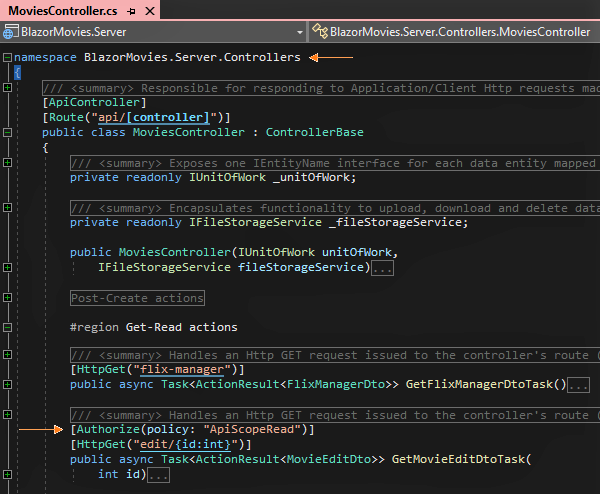 MoviesController.cs
BlazorMovies.Server BlazorMovies.Server.Controllers.MoviesController
namespace BlazorMovies.Server.Controllers
{
/// <summary> Responsible for responding to Application/Client Http requests mad
[ApiController]
[Route("api/[controller]")]
public class MoviesController : ControllerBase
{
/// <summary> Exposes one IEntityName interface for each data entity mapped
private readonly IUnitOfWork _unitOfWork;
/// <summary> Encapsulates functionality to upload, download and delete data
private readonly IFileStorageService _fileStorageService;
public MoviesController(IUnitOfWork unitOfWork,
IFileStorageService fileStorageService)...
Post-Create actions
#region Get-Read actions
/// <summary> Handles an Http GET request issued to the controller's route (
[HttpGet("flix-manager")]
public async Task<ActionResult<FlixManagerDto>> GetFlixManagerDtoTask()...
/// <summary> Handles an Http GET request issued to the controller's route (
[Authorize(policy: "ApiScopeRead")]
[HttpGet("edit/{id:int}")]
public async Task<ActionResult<MovieEditDto>> GetMovieEditDtoTask(
int id)...